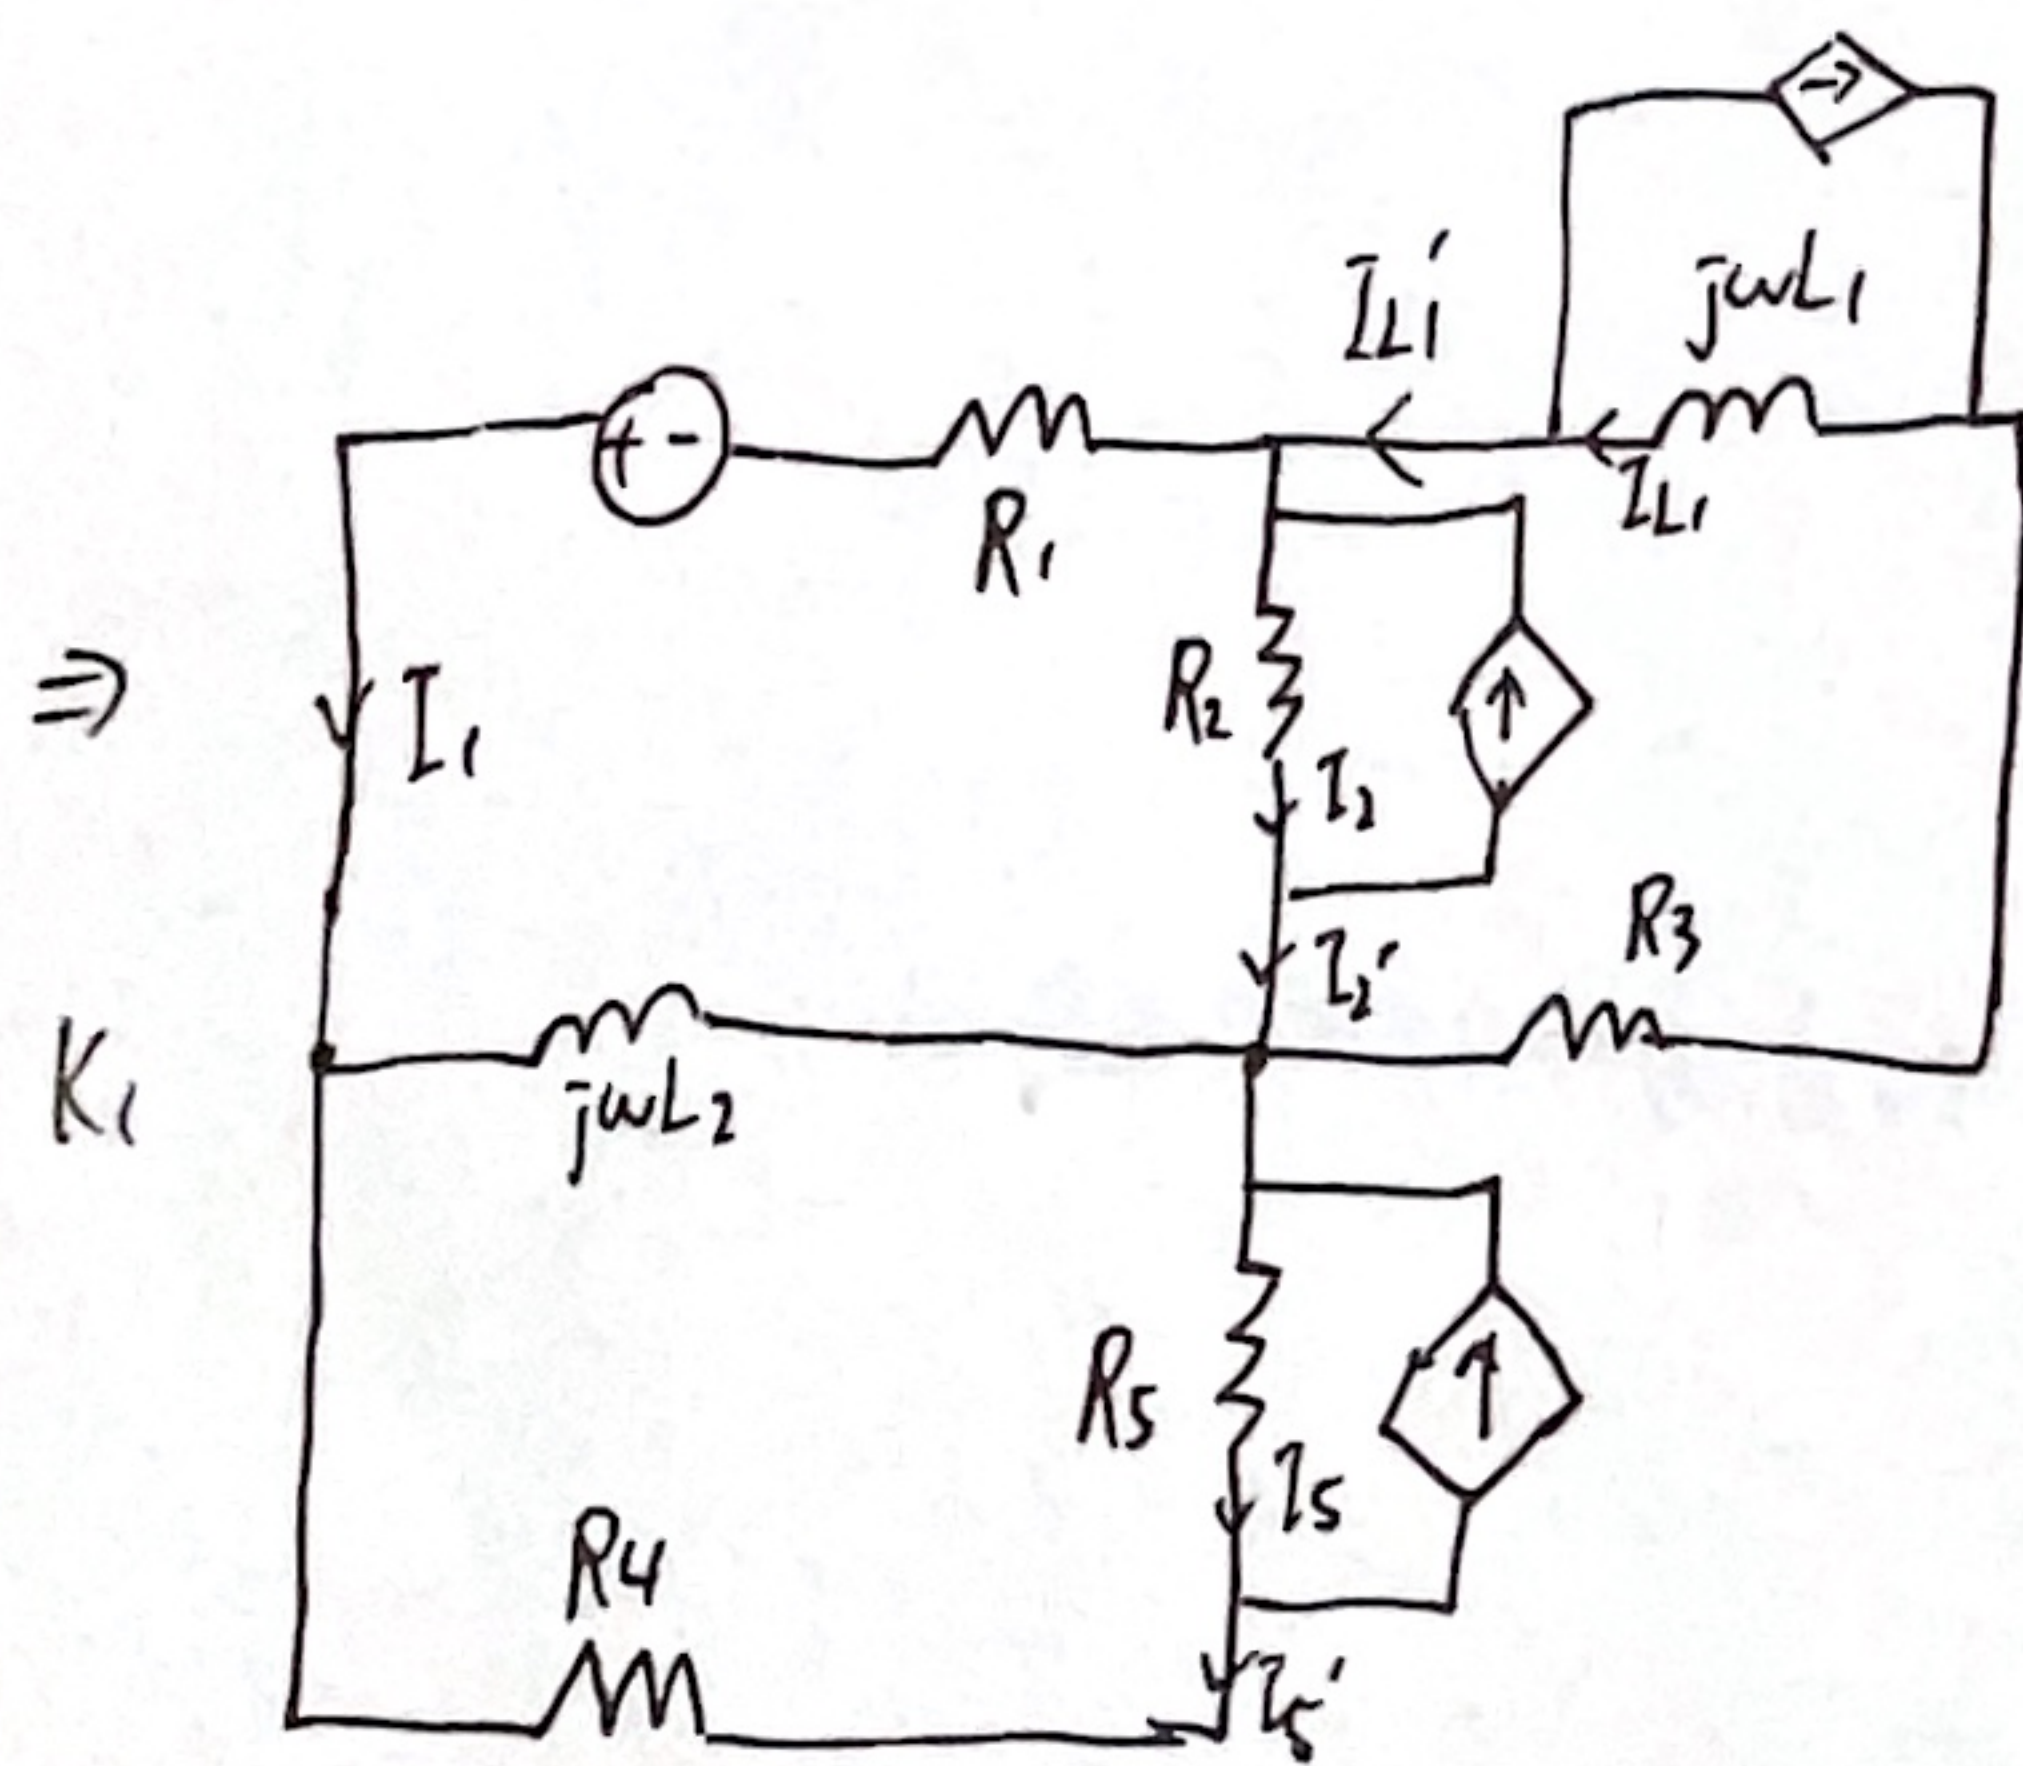 jωL1
IL1'
+ -
R1
IL1
⇒
I1
R2
I2
R3
I2'
K1
jωL2
R5
I5
R4
I5'